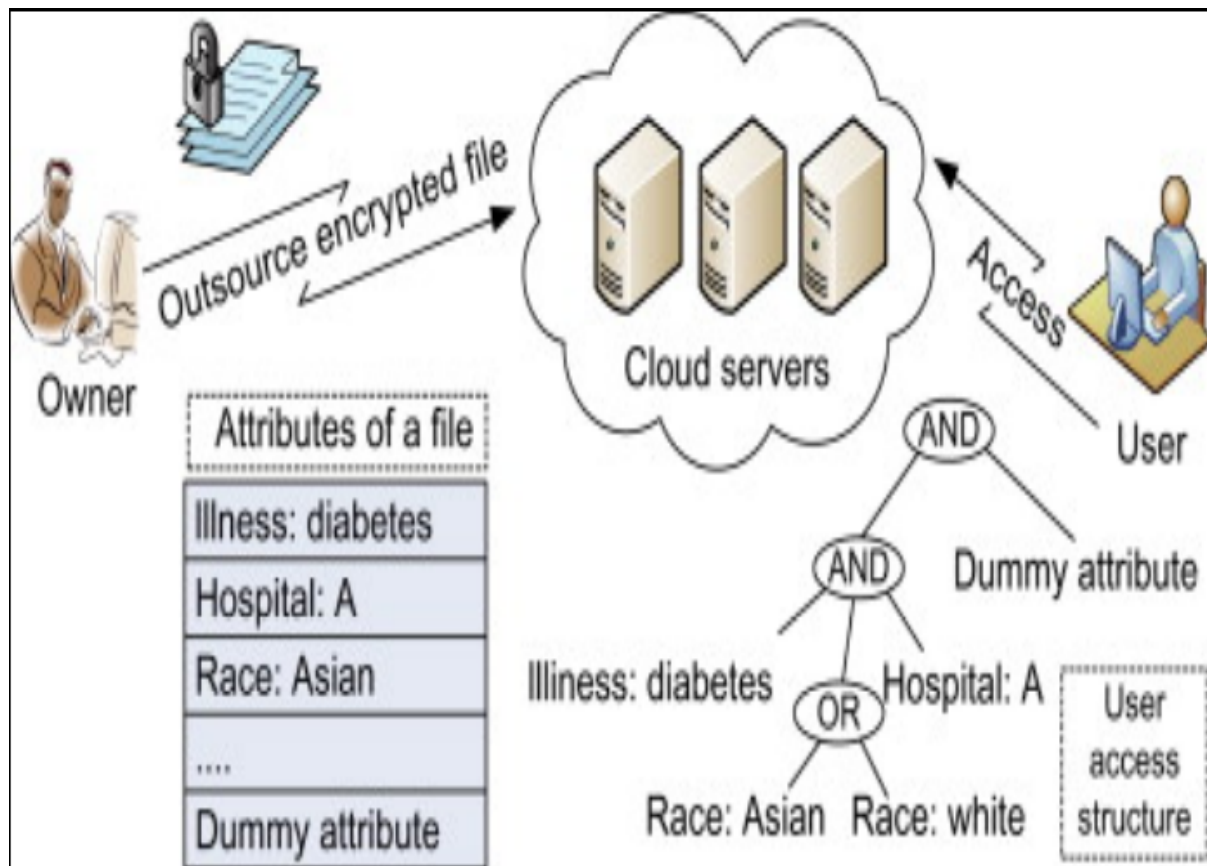 Outsource encrypted file
Owner
Cloud servers
Access
User
Attributes of a file
Illness: diabetes
Hospital: A
Race: Asian
....
Dummy attribute
AND
AND
Dummy attribute
Illiness: diabetes
Hospital: A
OR
Race: Asian
Race: white
User
access
structure